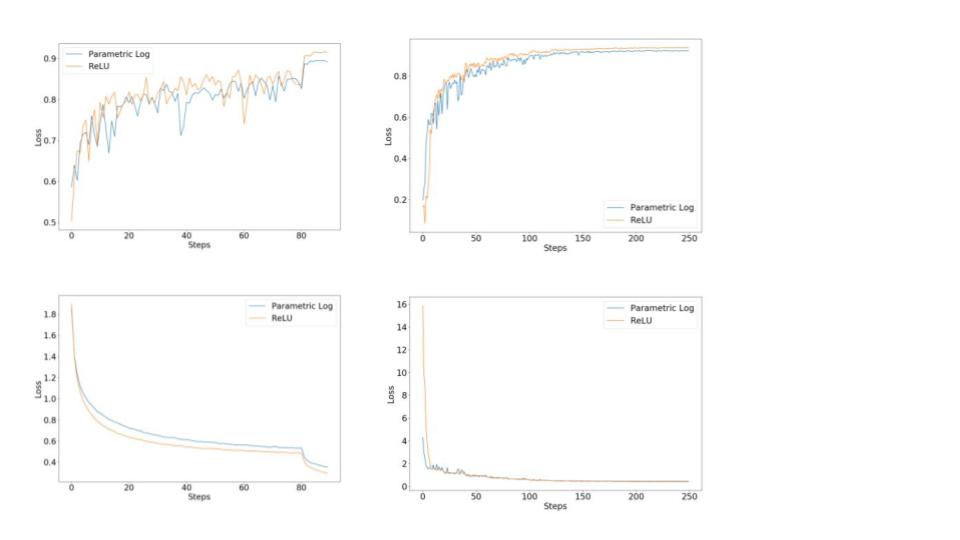 Parametric Log
ReLU
0.9
0.8
0.7
0.6
0.5
Loss
0 20 40 60 80
Steps
0.8
0.6
0.4
0.2
Loss
Parametric Log
ReLU
0 50 100 150 200 250
Steps
Parametric Log
ReLU
1.8
1.6
1.4
1.2
1.0
0.8
0.6
0.4
Loss
0 20 40 60 80
Steps
Parametric Log
ReLU
16
14
12
10
8
6
4
2
0
Loss
0 50 100 150 200 250
Steps